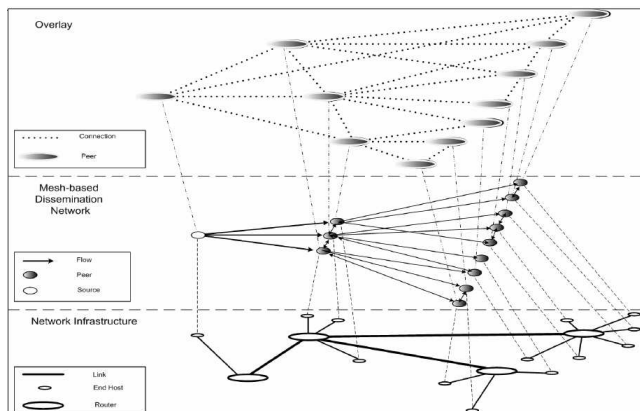 Overlay
Connection
Peer
Mesh-based
Dissemination
Network
Flow
Peer
Source
Network Infrastructure
Link
End Host
Router